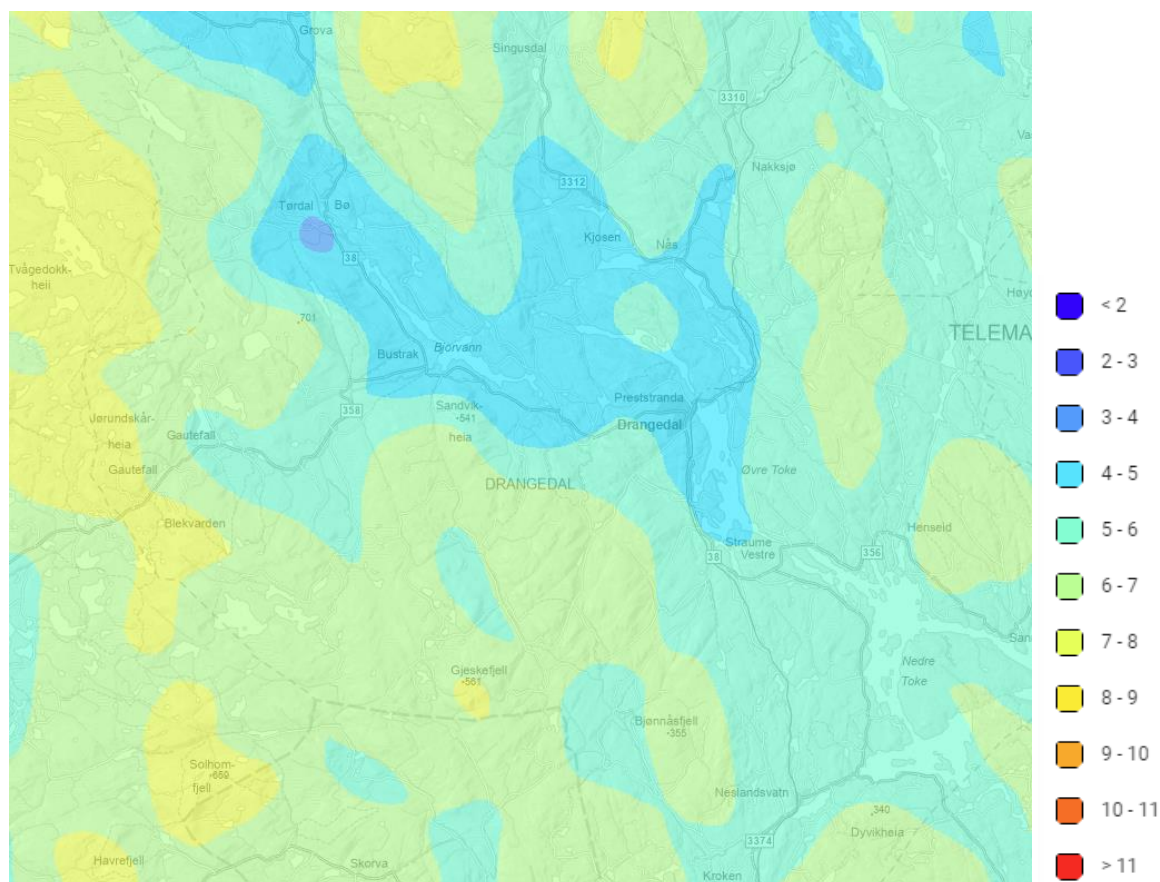 Grova
Singusdal
3310
Nakksjø
3312
Tørdal
Bø
Kjosen
Nås
38
Tvågedokk-
heii
Høyd
701
TELEMA
Bjorvann
Bustrak
Preststranda
358
Sandvik-
-541
heia
Drangedal
Jørundskår-
heia
Gautefall
Gautefall
Øvre Toke
DRANGEDAL
Blekvarden
Henseid
Straume
Vestre
38
356
San
Nedre
Toke
Gjeskefjell
-561
Bjønnåsfjell
-355
Solhom-
-659
fjell
Neslandsvatn
340
Dyvikheia
3374
Havrefjell
Skorva
Kroken
< 2
2 - 3
3 - 4
4 - 5
5 - 6
6 - 7
7 - 8
8 - 9
9 - 10
10 - 11
> 11